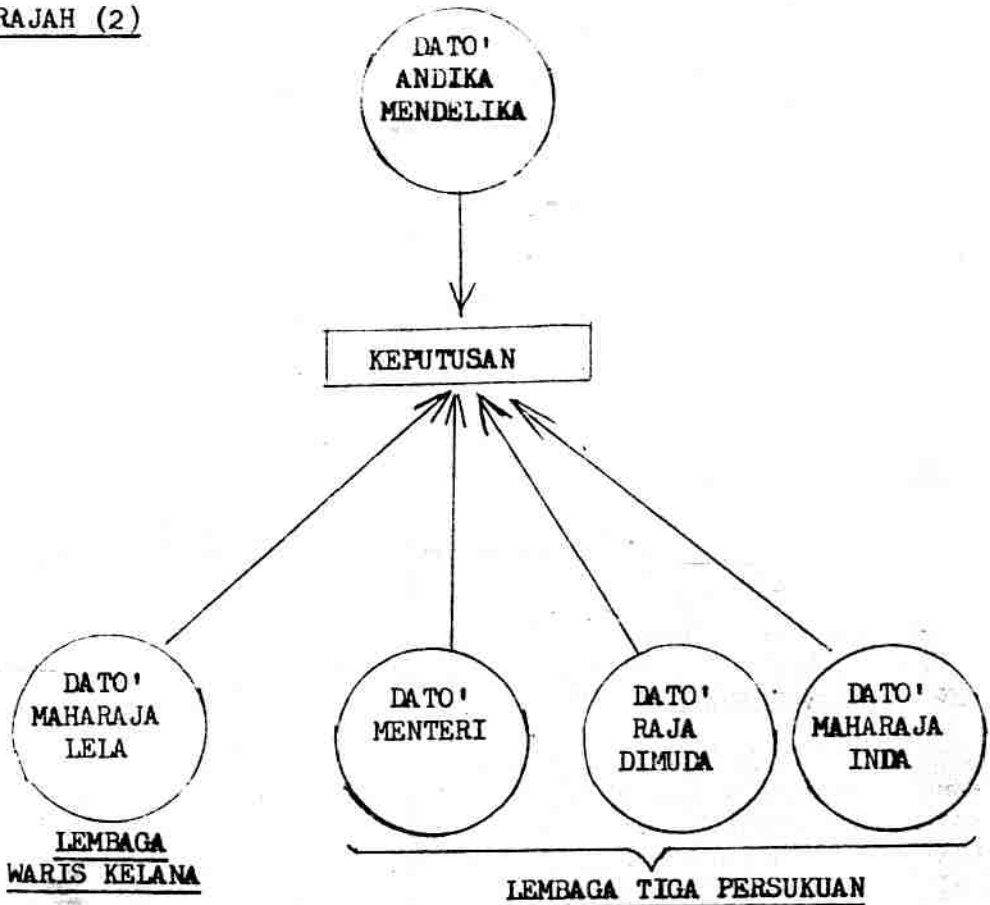 RAJAH (2)
DATO'
ANDIKA
MENDELIKA
KEPUTUSAN
DATO'
MAHARAJA
LELA
DATO'
MENTERI
DATO'
RAJA
DIMUDA
DATO'
MAHARAJA
INDA
LEMBAGA
WARIS KELANA
LEMBAGA TIGA PERSUKUAN